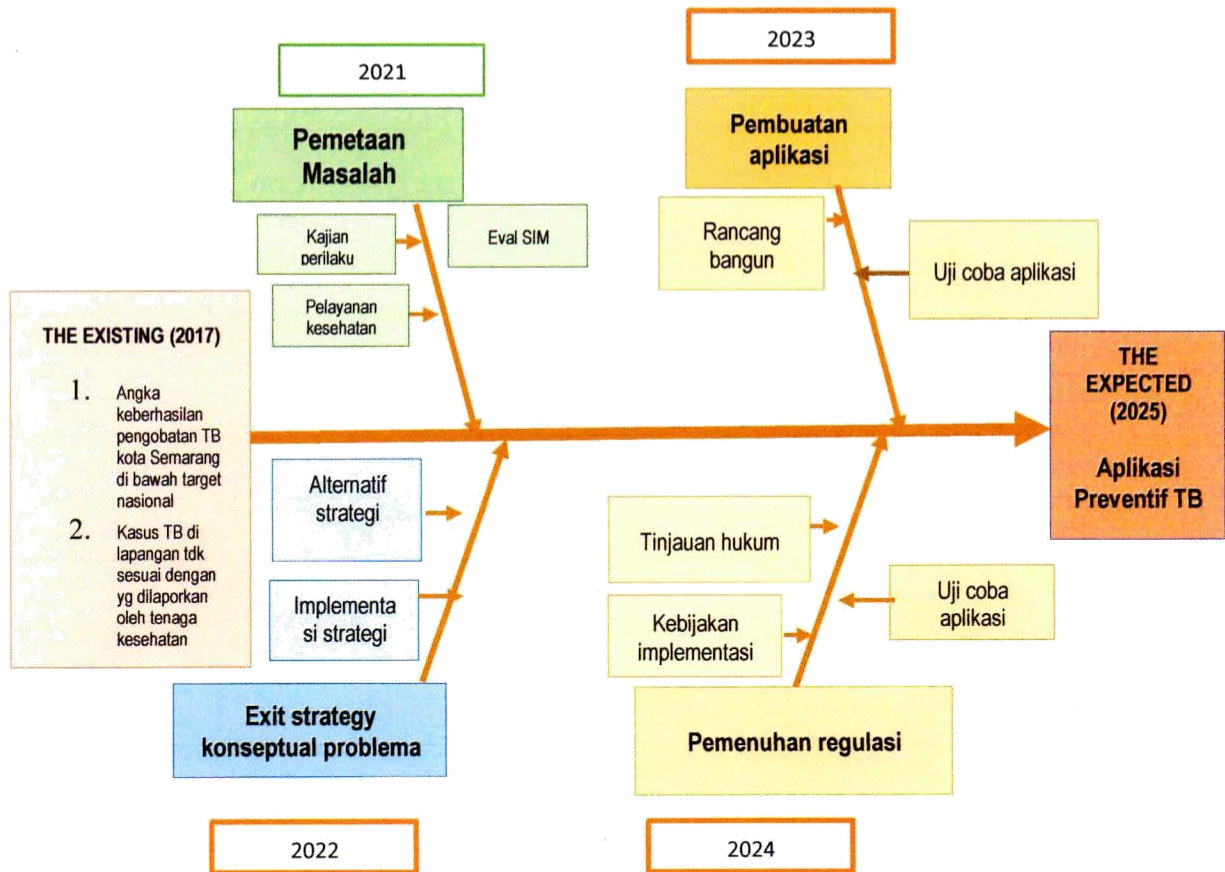 2021
2023
Pemetaan
Masalah
Pembuatan
aplikasi
Kajian
perilaku
Eval SIM
Pelayanan
kesehatan
Rancang
bangun
Uji coba aplikasi
THE EXISTING (2017)
1. Angka
keberhasilan
pengobatan TB
kota Semarang
di bawah target
nasional
2. Kasus TB di
lapangan tdk
sesuai dengan
yg dilaporkan
oleh tenaga
kesehatan
THE
EXPECTED
(2025)
Aplikasi
Preventif TB
Alternatif
strategi
Implementa
si strategi
Tinjauan hukum
Kebijakan
implementasi
Uji coba
aplikasi
Exit strategy
konseptual problema
Pemenuhan regulasi
2022
2024